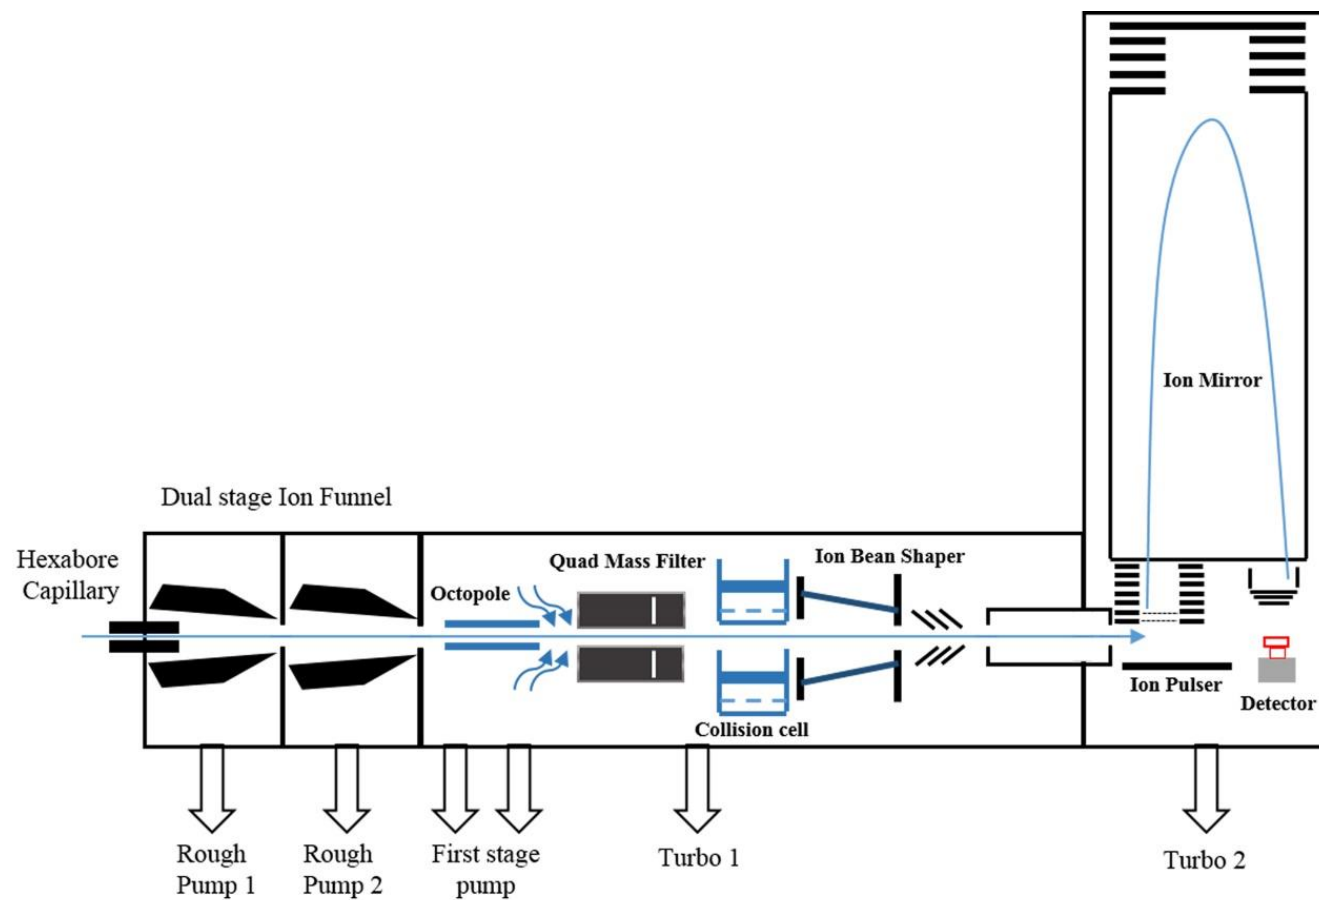 Ion Mirror
Dual stage Ion Funnel
Hexabore
Capillary
Octopole
Quad Mass Filter
Ion Bean Shaper
Collision cell
Ion Pulser
Detector
Rough
Pump 1
Rough
Pump 2
First stage
pump
Turbo 1
Turbo 2